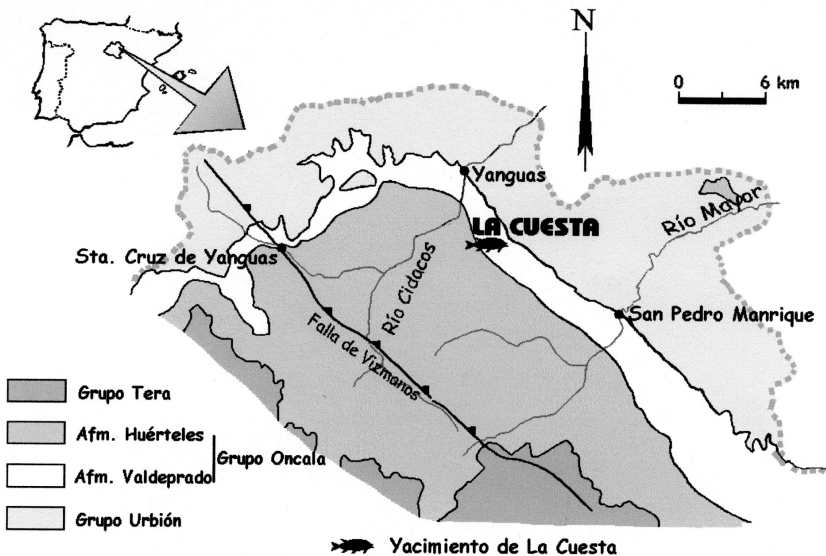 N
0 6 km
Yanguas
LA CUESTA
Río Mayor
Sta. Cruz de Yanguas
Río Cidacos
San Pedro Manrique
Falla de Vizmanos
Grupo Tera
Afm. Huérteles
Grupo Oncala
Afm. Valdeprado
Grupo Urbión
Yacimiento de La Cuesta